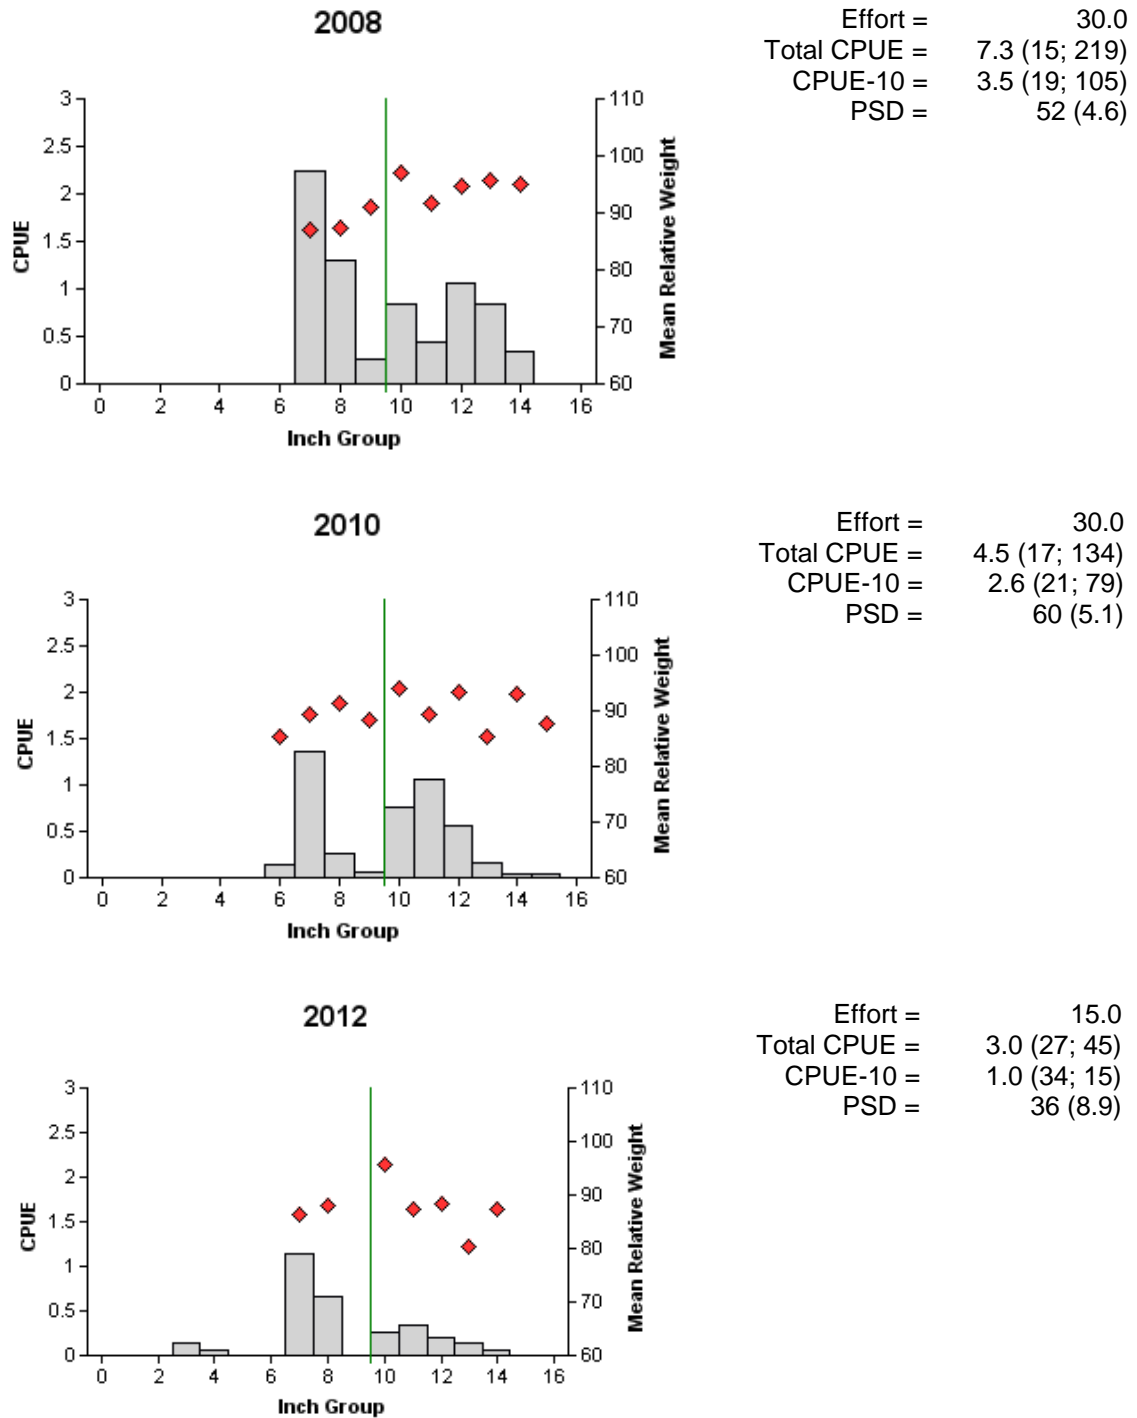 2008
Effort = 30.0
Total CPUE = 7.3 (15; 219)
CPUE-10 = 3.5 (19; 105)
PSD = 52 (4.6)
3
2.5
2
1.5
1
0.5
0
CPUE
110
100
90
80
70
60
Mean Relative Weight
0 2 4 6 8 10 12 14 16
Inch Group
2010
Effort = 30.0
Total CPUE = 4.5 (17; 134)
CPUE-10 = 2.6 (21; 79)
PSD = 60 (5.1)
3
2.5
2
1.5
1
0.5
0
CPUE
110
100
90
80
70
60
Mean Relative Weight
0 2 4 6 8 10 12 14 16
Inch Group
2012
Effort = 15.0
Total CPUE = 3.0 (27; 45)
CPUE-10 = 1.0 (34; 15)
PSD = 36 (8.9)
3
2.5
2
1.5
1
0.5
0
CPUE
110
100
90
80
70
60
Mean Relative Weight
0 2 4 6 8 10 12 14 16
Inch Group